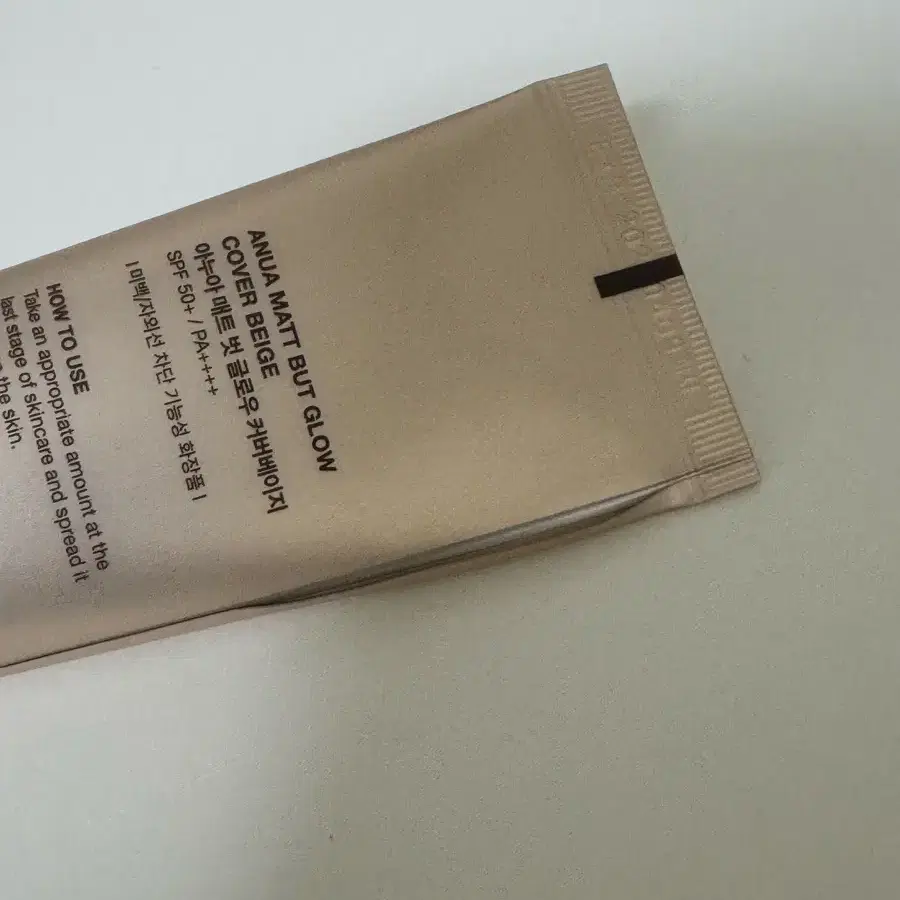 ANUA MATT BUT GLOW
COVER BEIGE
아누아 매트 벗 글로우 커버베이지
SPF 50+ / PA++++
I 미백/자외선 차단 기능성 화장품 I
HOW TO USE
Take an appropriate amount at the
last stage of skincare and spread it
the skin.